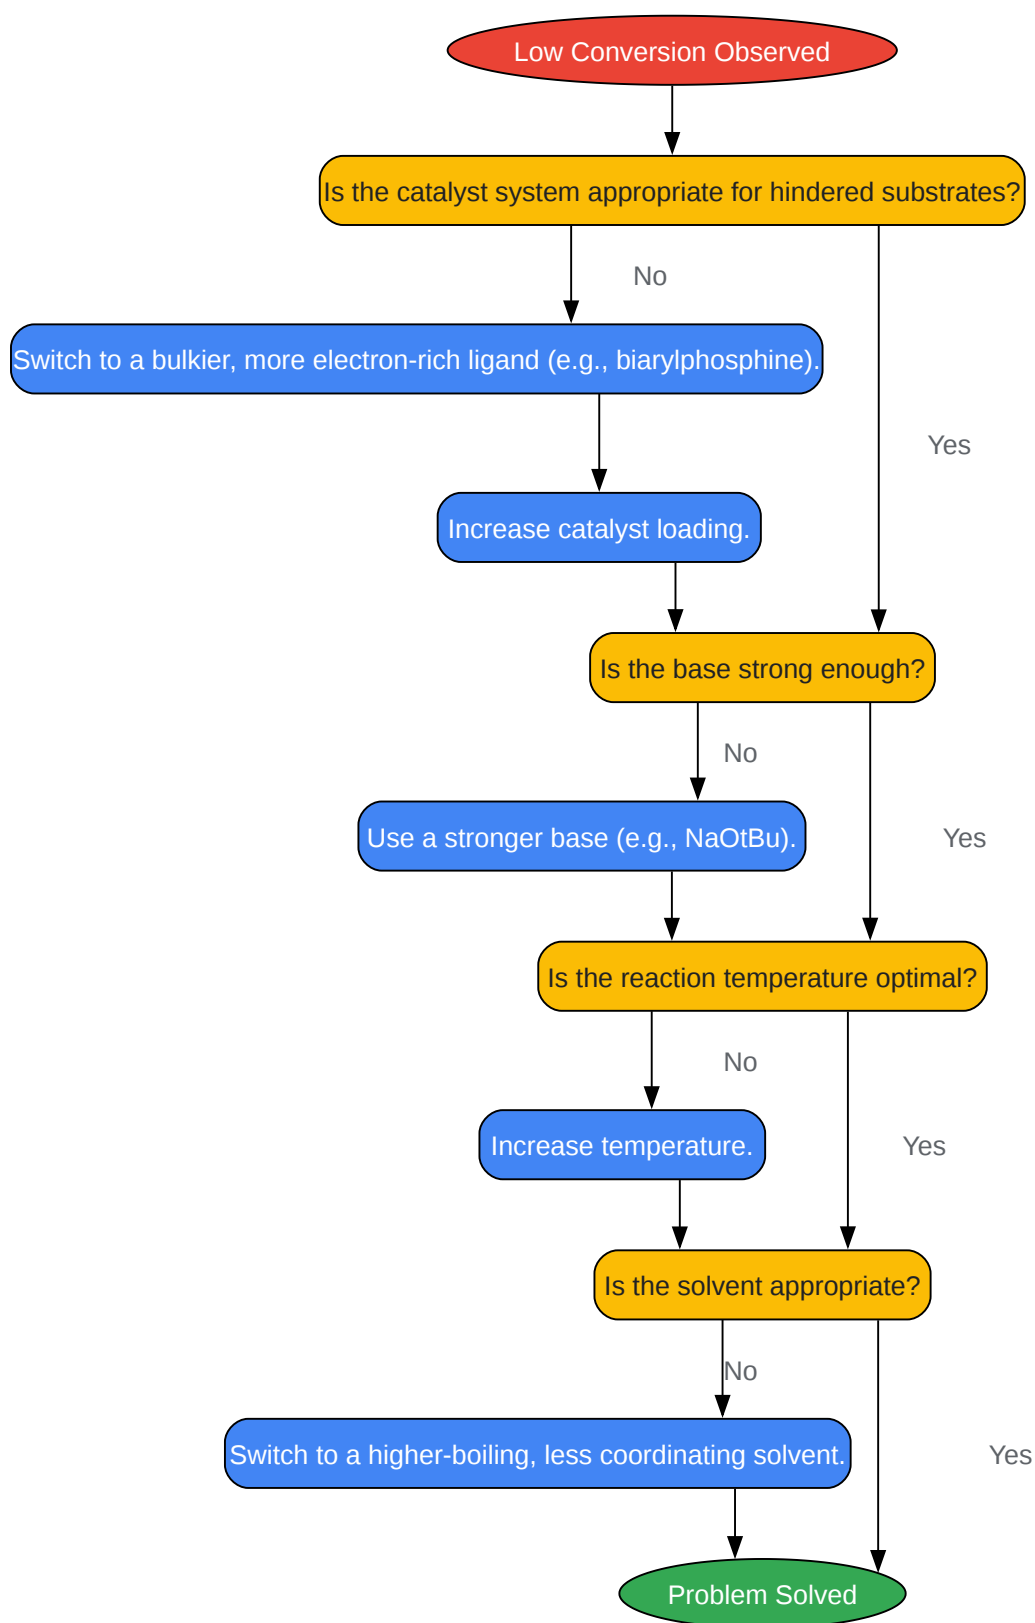 Low Conversion Observed
Is the catalyst system appropriate for hindered substrates?
No
Switch to a bulkier, more electron-rich ligand (e.g., biarylphosphine).
Yes
Increase catalyst loading.
Is the base strong enough?
No
Use a stronger base (e.g., NaOtBu).
Yes
Is the reaction temperature optimal?
No
Increase temperature.
Yes
Is the solvent appropriate?
No
Switch to a higher-boiling, less coordinating solvent.
Yes
Problem Solved